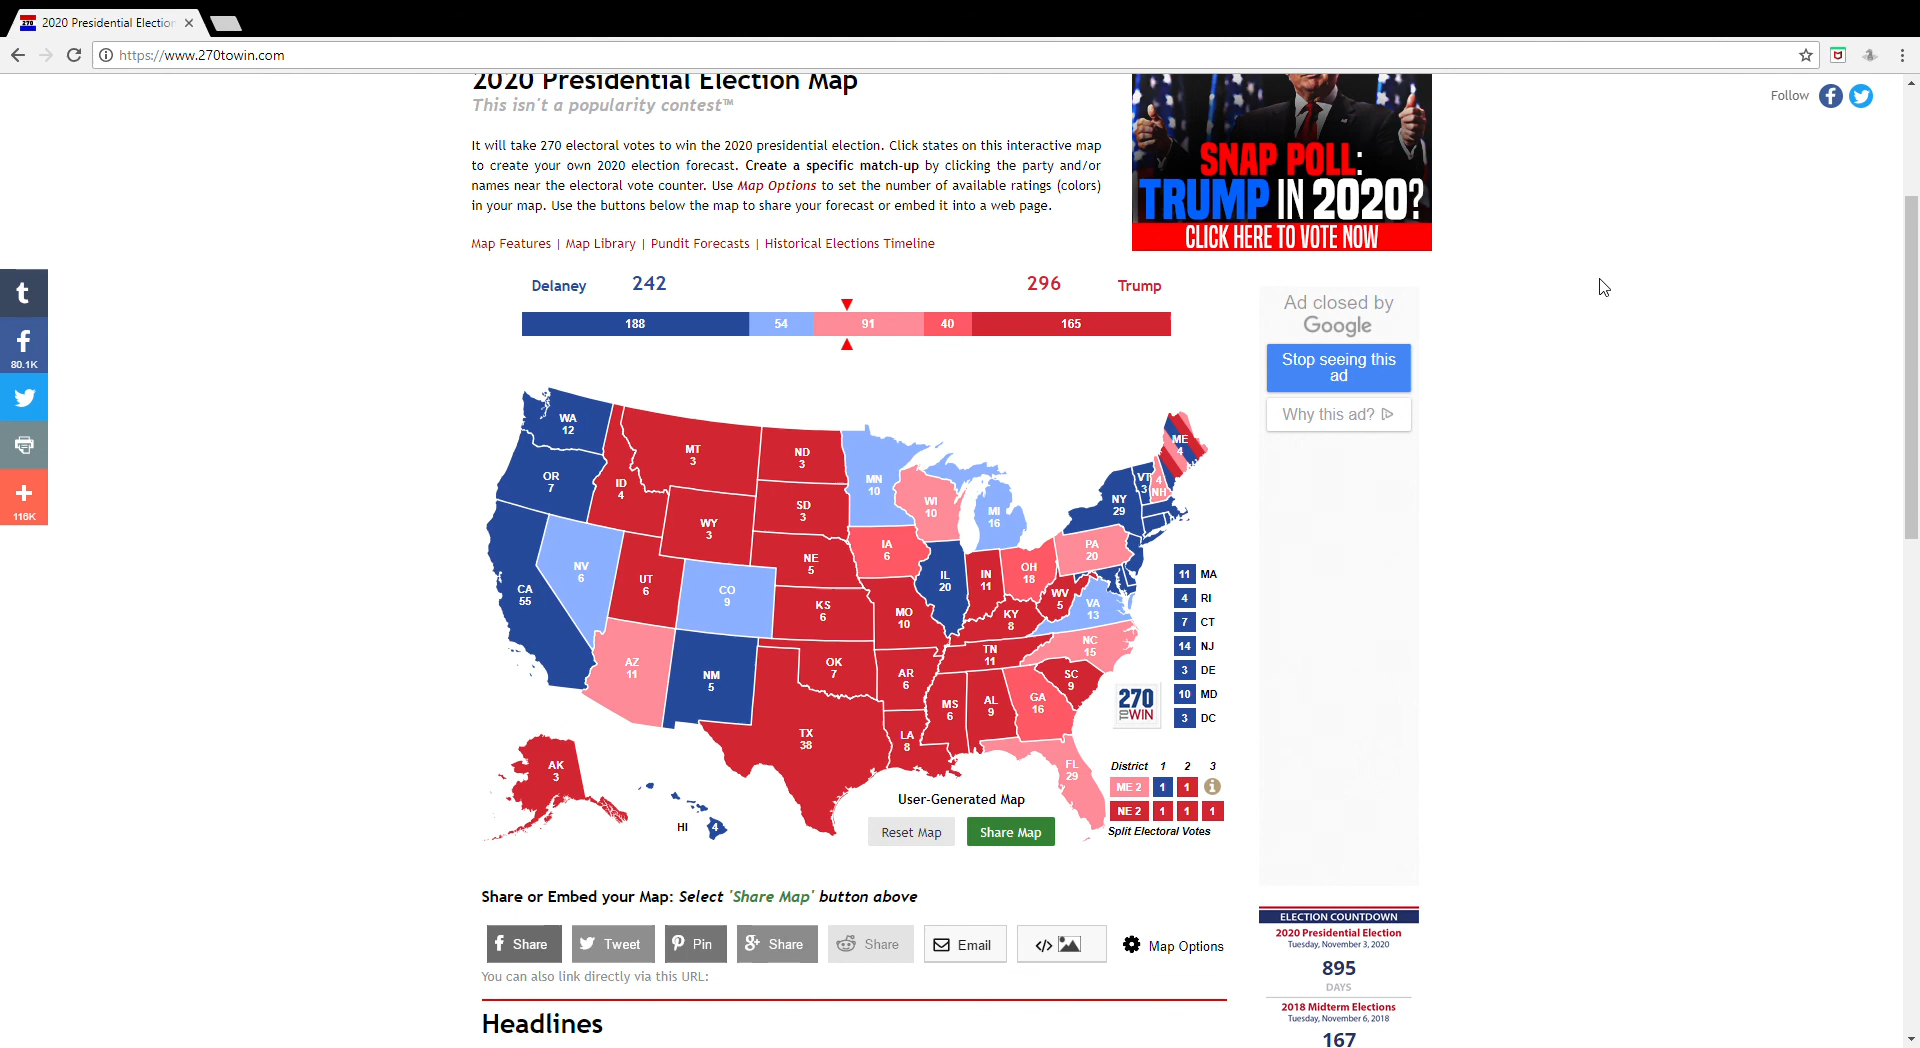 2020 Presidential Election
https://www.270towin.com
2020 Presidential Election Map
This isn't a popularity contest™
It will take 270 electoral votes to win the 2020 presidential election. Click states on this interactive map
to create your own 2020 election forecast. Create a specific match-up by clicking the party and/or
names near the electoral vote counter. Use Map Options to set the number of available ratings (colors)
in your map. Use the buttons below the map to share your forecast or embed it into a web page.
Map Features | Map Library | Pundit Forecasts | Historical Elections Timeline
SNAP POLL:
TRUMP IN 2020?
CLICK HERE TO VOTE NOW
Follow
80.1K
116K
Delaney 242 296 Trump
188 54 91 40 165
Ad closed by
Google
Stop seeing this
ad
Why this ad?
WA
12
OR
7
CA
55
NV
6
ID
4
MT
3
WY
3
UT
6
AZ
11
CO
9
NM
5
ND
3
SD
3
NE
5
KS
6
OK
7
TX
38
MN
10
IA
6
MO
10
AR
6
LA
8
WI
10
IL
20
MI
16
IN
11
OH
18
KY
8
TN
11
MS
6
AL
9
GA
16
FL
29
SC
9
NC
15
VA
13
WV
5
PA
20
NY
29
VT
3
4
NH
ME
4
AK
3
HI 4
11 MA
4 RI
7 CT
14 NJ
3 DE
10 MD
3 DC
270
TO WIN
District 1 2 3
ME 2 1 1
NE 2 1 1 1
Split Electoral Votes
User-Generated Map
Reset Map Share Map
Share or Embed your Map: Select 'Share Map' button above
Share Tweet Pin Share Share Email </> Map Options
You can also link directly via this URL:
Headlines
ELECTION COUNTDOWN
2020 Presidential Election
Tuesday, November 3, 2020
895
DAYS
2018 Midterm Elections
Tuesday, November 6, 2018
167